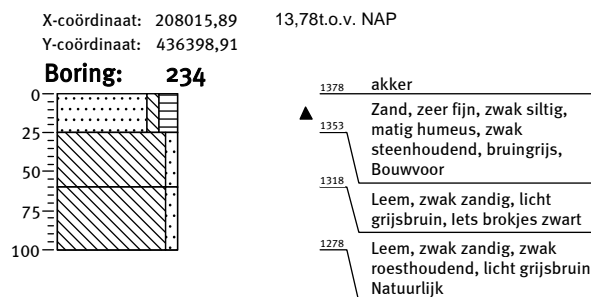 X-coördinaat: 208015,89 13,78t.o.v. NAP
Y-coördinaat: 436398,91
Boring: 234
0
25
50
75
100
1378 akker
Zand, zeer fijn, zwak siltig,
1353 matig humeus, zwak
steenhoudend, bruingrijs,
Bouwvoor
1318
Leem, zwak zandig, licht
grijsbruin, Iets brokjes zwart
1278
Leem, zwak zandig, zwak
roesthoudend, licht grijsbruin
Natuurlijk